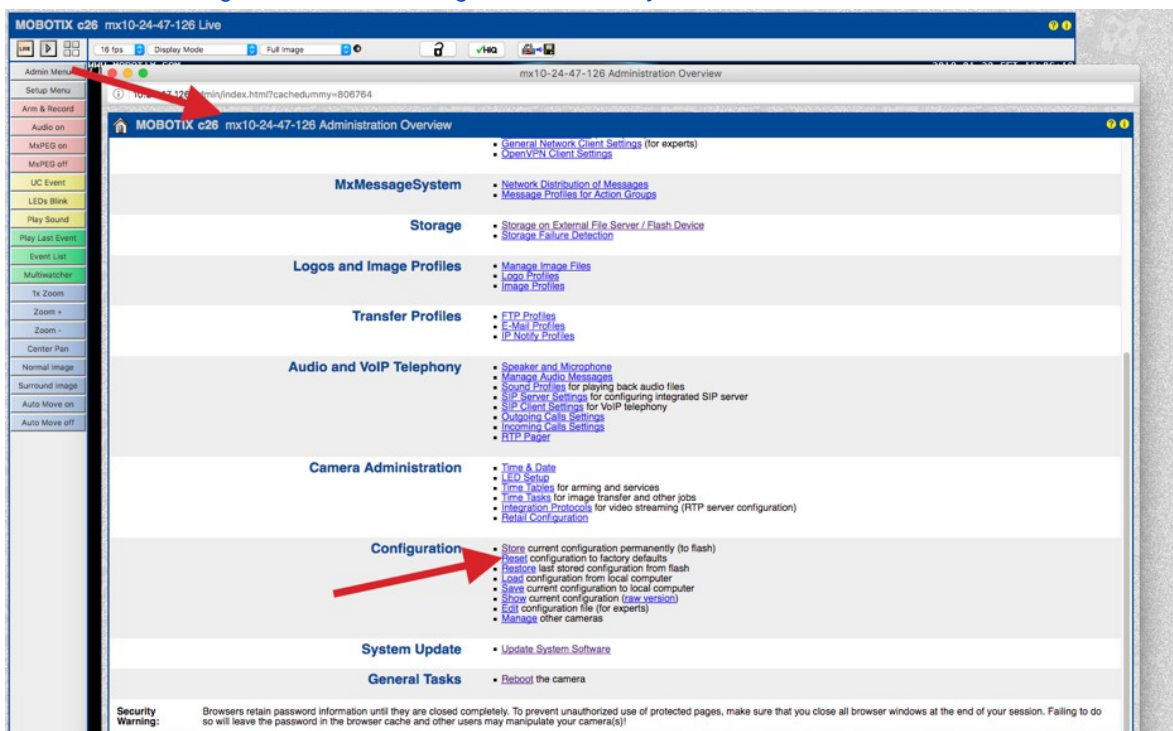 MOBOTIX c26 mx10-24-47-126 Live
16 fps Display Mode Full Image HiQ
Admin Menu
mx10-24-47-126 Administration Overview
Setup Menu
/index.html?cachedummy=806764
Arm & Record
Audio on
MOBOTIX c26 mx10-24-47-126 Administration Overview
MxPEG on
General Network Client Settings (for experts)
OpenVPN Client Settings
MxPEG off
UC Event
MxMessageSystem
Network Distribution of Messages
Message Profiles for Action Groups
LEDs Blink
Play Sound
Storage
Storage on External File Server / Flash Device
Storage Failure Detection
Play Last Event
Event List
Multiwatcher
Logos and Image Profiles
Manage Image Files
Logo Profiles
Image Profiles
1x Zoom
Zoom +
Transfer Profiles
FTP Profiles
E-Mail Profiles
IP Notify Profiles
Zoom -
Center Pan
Normal Image
Audio and VoIP Telephony
Speaker and Microphone
Manage Audio Messages
Sound Profiles for playing back audio files
SIP Server Settings for configuring integrated SIP server
SIP Client Settings for VoIP telephony
Outgoing Calls Settings
Incoming Calls Settings
RTP Pager
Surround Image
Auto Move on
Auto Move off
Camera Administration
Time & Date
LED Setup
Time Tables for arming and services
Time Tasks for image transfer and other jobs
Integration Protocols for video streaming (RTP server configuration)
Retail Configuration
Configuration
Store current configuration permanently (to flash)
Reset configuration to factory defaults
Restore last stored configuration from flash
Load configuration from local computer
Save current configuration to local computer
Show current configuration (raw version)
Edit configuration file (for experts)
Manage other cameras
System Update
Update System Software
General Tasks
Reboot the camera
Security Warning:
Browsers retain password information until they are closed completely. To prevent unauthorized use of protected pages, make sure that you close all browser windows at the end of your session. Failing to do
so will leave the password in the browser cache and other users may manipulate your camera(s)!